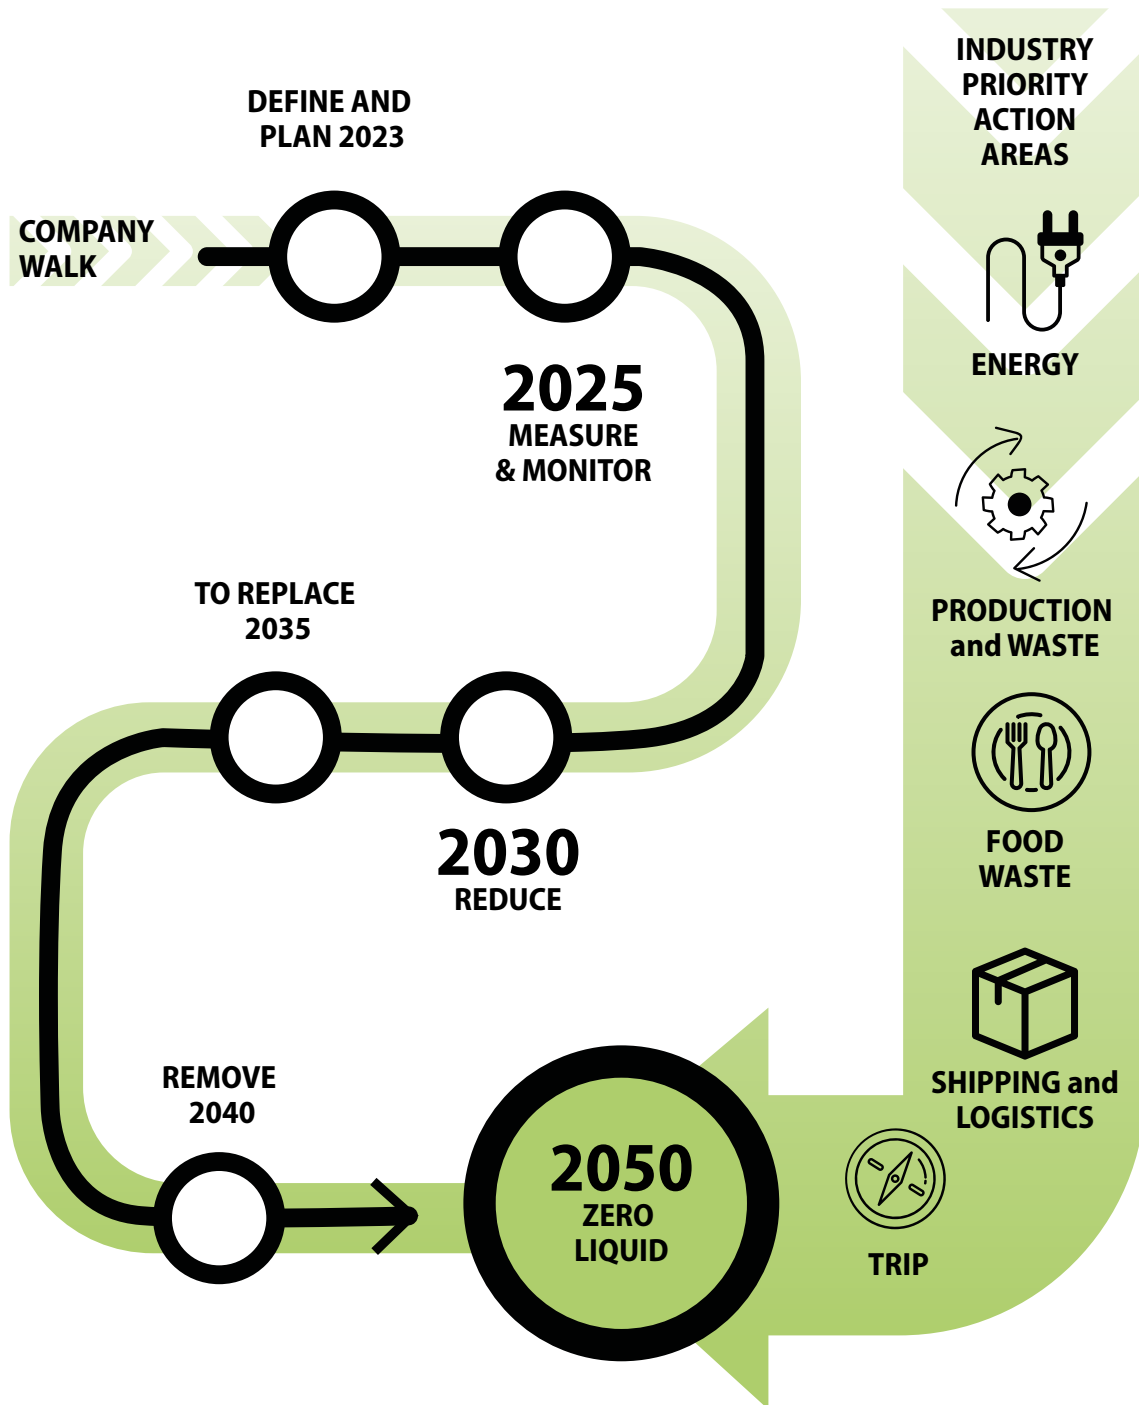 DEFINE AND
PLAN 2023
COMPANY
WALK
2025
MEASURE
& MONITOR
TO REPLACE
2035
2030
REDUCE
REMOVE
2040
2050
ZERO
LIQUID
INDUSTRY
PRIORITY
ACTION
AREAS
ENERGY
PRODUCTION
and WASTE
FOOD
WASTE
SHIPPING and
LOGISTICS
TRIP